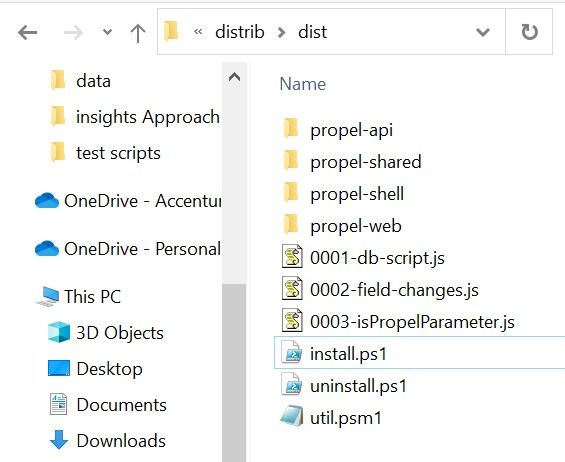 « distrib > dist
data
insights Approach
test scripts
OneDrive - Accentur
OneDrive - Personal
This PC
3D Objects
Desktop
Documents
Downloads
Name
propel-api
propel-shared
propel-shell
propel-web
0001-db-script.js
0002-field-changes.js
0003-isPropelParameter.js
install.ps1
uninstall.ps1
util.psm1